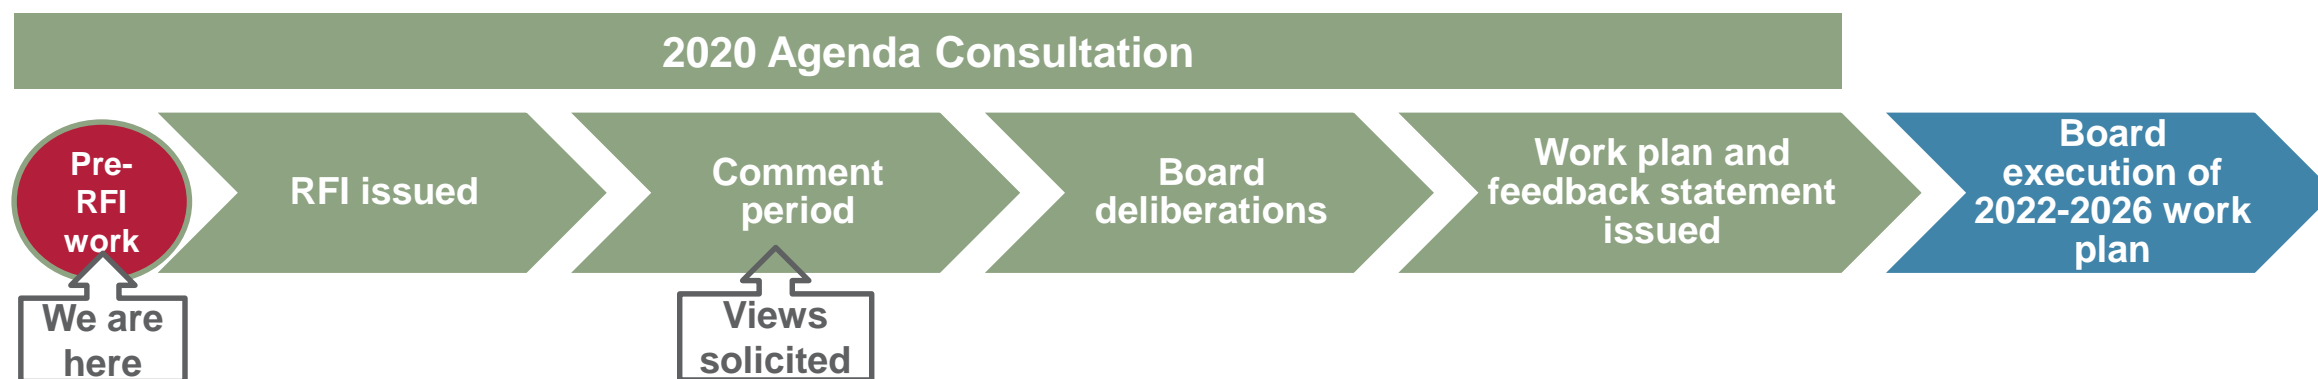 2020 Agenda Consultation
Pre-
RFI
work
RFI issued
Comment
period
Board
deliberations
Work plan and
feedback statement
issued
Board
execution of
2022-2026 work
plan
We are
here
Views
solicited